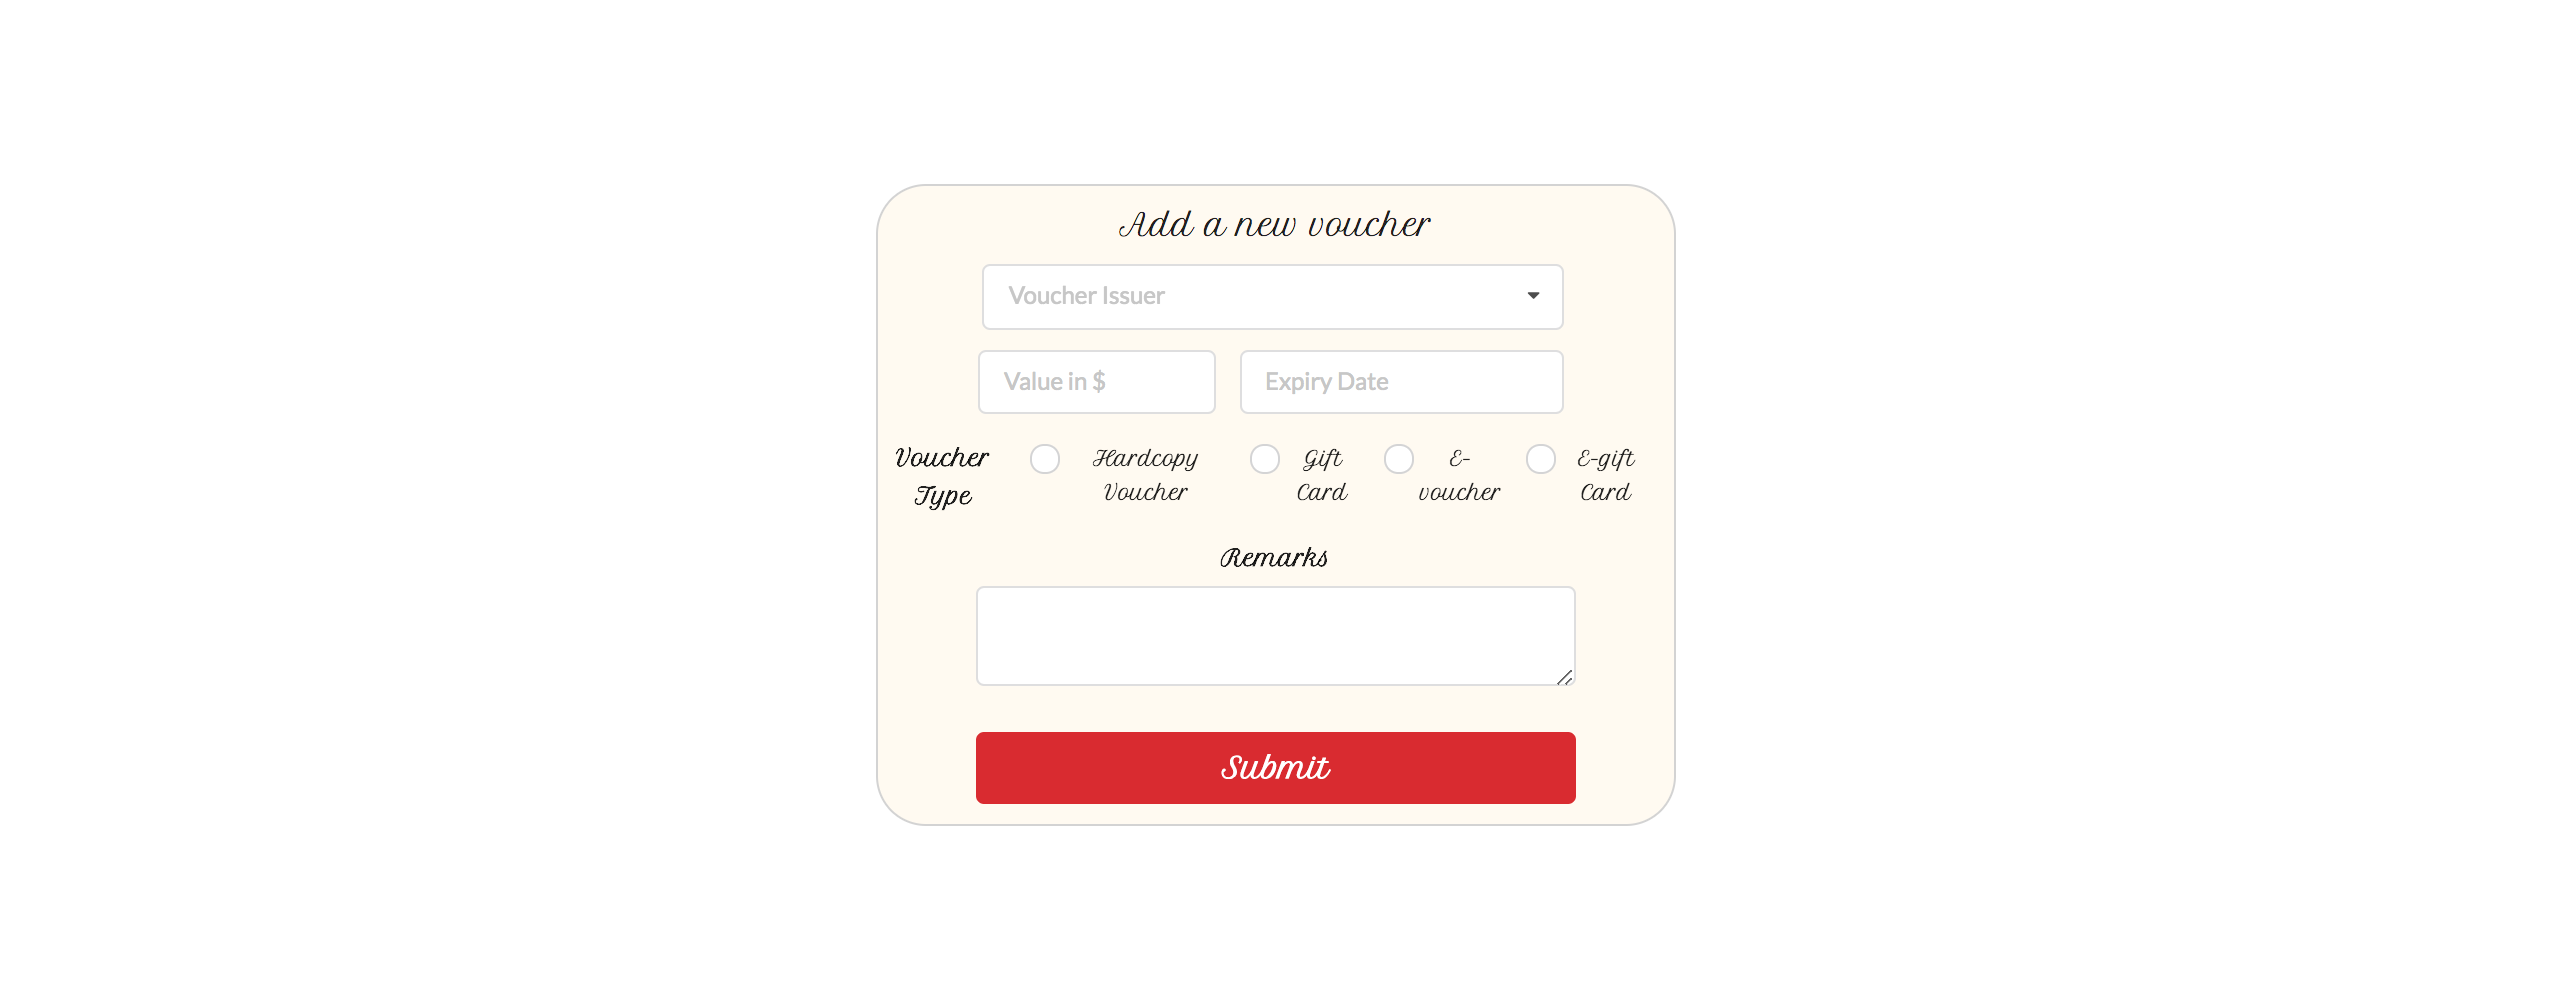 Add a new voucher
Voucher Issuer
Value in $ Expiry Date
Voucher Type
Hardcopy Voucher
Gift Card
E-voucher
E-gift Card
Remarks
Submit